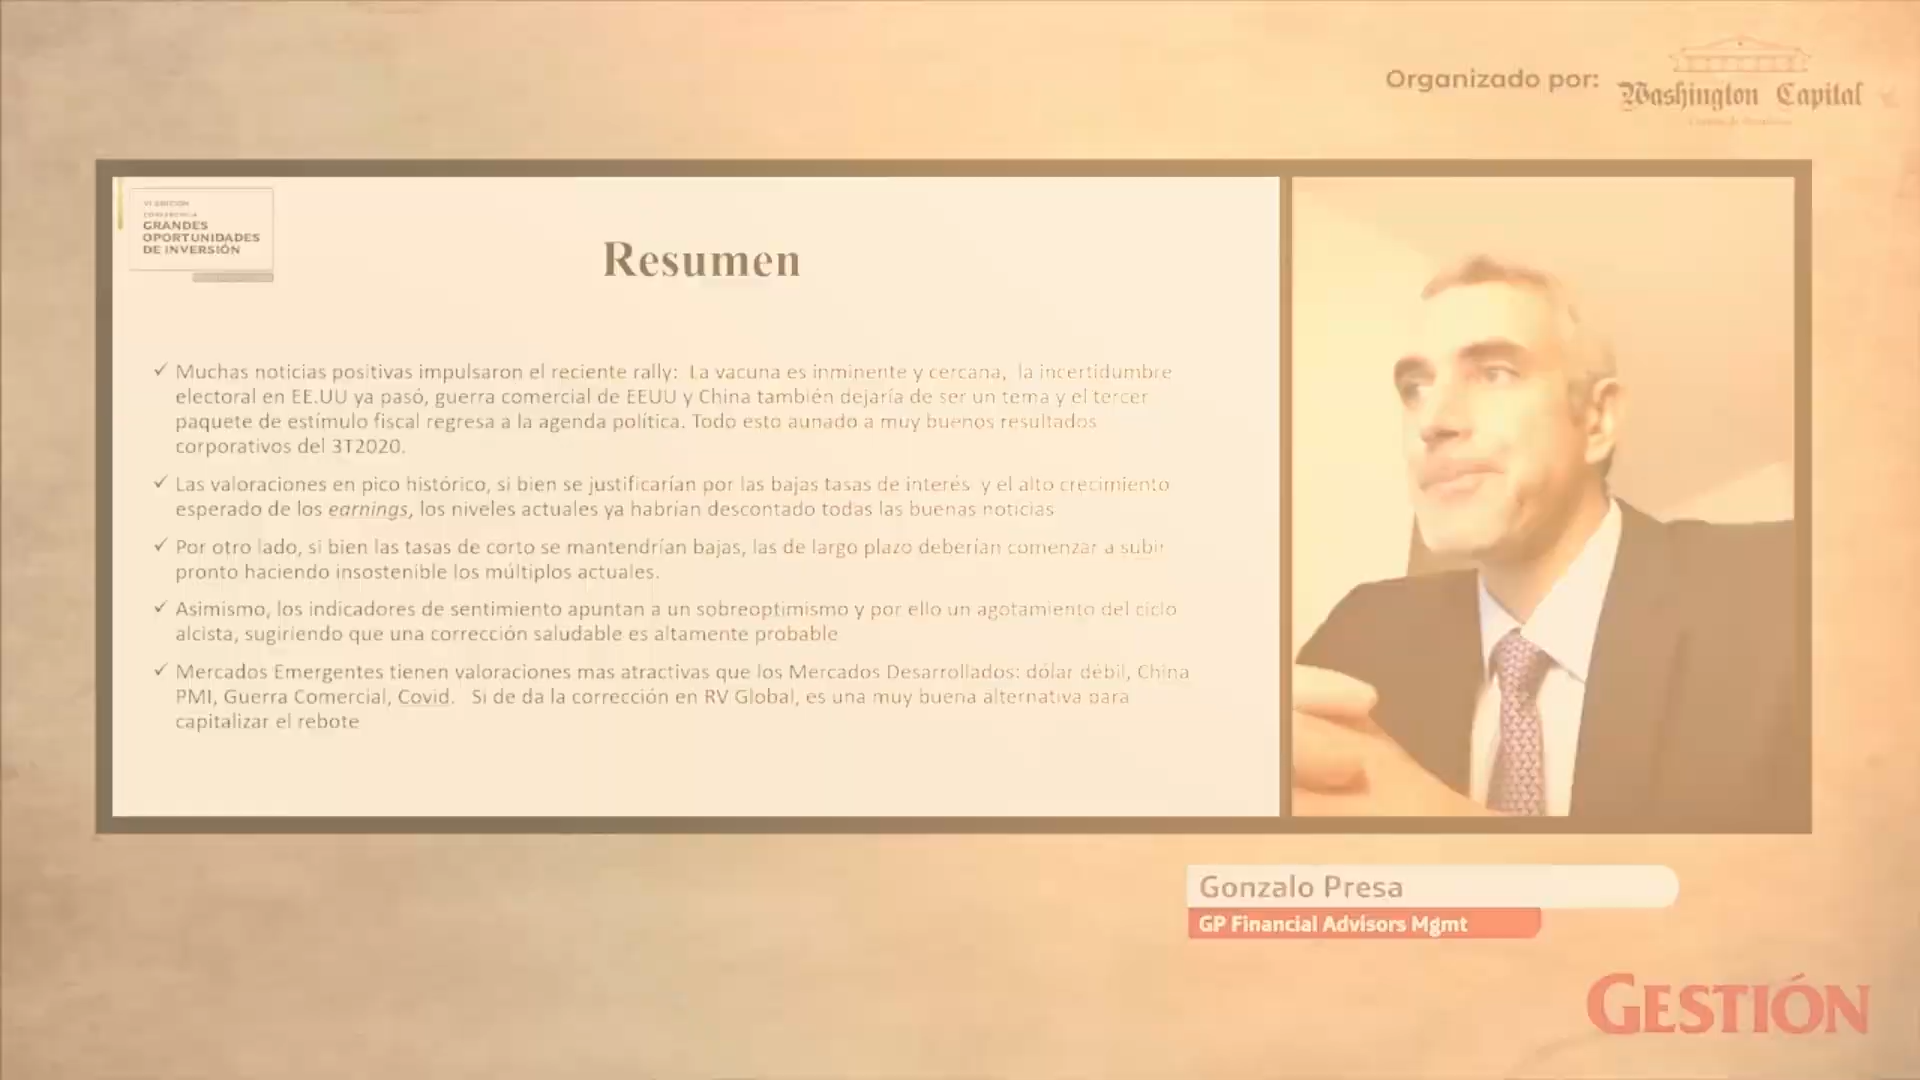 Organizado por:
Washington Capital
VI EDICIÓN
CONFERENCIA
GRANDES
OPORTUNIDADES
DE INVERSIÓN
Resumen
✓ Muchas noticias positivas impulsaron el reciente rally: La vacuna es inminente y cercana, la incertidumbre
electoral en EE.UU ya pasó, guerra comercial de EEUU y China también dejaría de ser un tema y el tercer
paquete de estímulo fiscal regresa a la agenda política. Todo esto aunado a muy buenos resultados
corporativos del 3T2020.
✓ Las valoraciones en pico histórico, si bien se justificarían por las bajas tasas de interés y el alto crecimiento
esperado de los earnings, los niveles actuales ya habrían descontado todas las buenas noticias
✓ Por otro lado, si bien las tasas de corto se mantendrían bajas, las de largo plazo deberían comenzar a subir
pronto haciendo insostenible los múltiplos actuales.
✓ Asimismo, los indicadores de sentimiento apuntan a un sobreoptimismo y por ello un agotamiento del ciclo
alcista, sugiriendo que una corrección saludable es altamente probable
✓ Mercados Emergentes tienen valoraciones mas atractivas que los Mercados Desarrollados: dólar débil, China
PMI, Guerra Comercial, Covid. Si de da la corrección en RV Global, es una muy buena alternativa para
capitalizar el rebote
Gonzalo Presa
GP Financial Advisors Mgmt
GESTIÓN